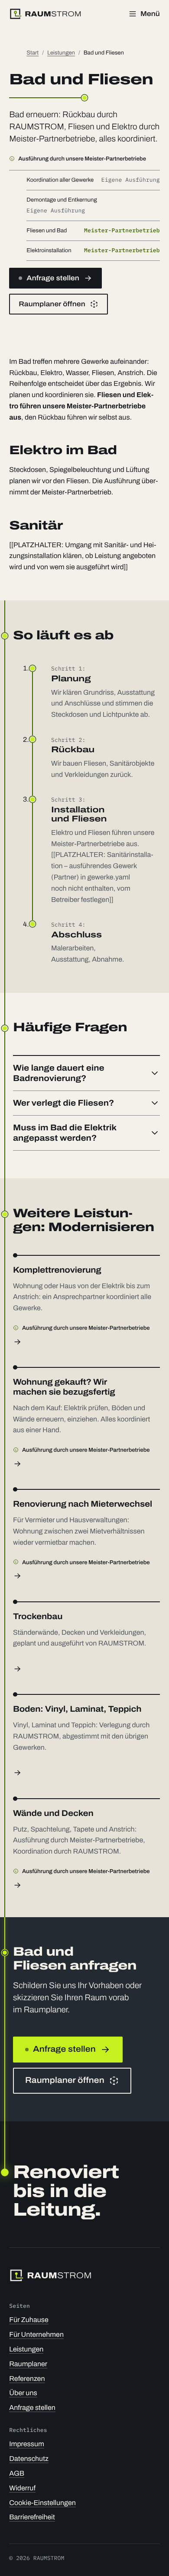 RAUMSTROM
Menü
Start / Leistungen / Bad und Fliesen
Bad und Fliesen
Bad erneuern: Rückbau durch
RAUMSTROM, Fliesen und Elektro durch
Meister-Partnerbetriebe, alles koordiniert.
Ausführung durch unsere Meister-Partnerbetriebe
Koordination aller Gewerke Eigene Ausführung
Demontage und Entkernung
Eigene Ausführung
Fliesen und Bad Meister-Partnerbetrieb
Elektroinstallation Meister-Partnerbetrieb
Anfrage stellen
Raumplaner öffnen
Im Bad treffen mehrere Gewerke aufeinander:
Rückbau, Elektro, Wasser, Fliesen, Anstrich. Die
Reihenfolge entscheidet über das Ergebnis. Wir
planen und koordinieren sie. Fliesen und Elek-
tro führen unsere Meister-Partnerbetriebe
aus, den Rückbau führen wir selbst aus.
Elektro im Bad
Steckdosen, Spiegelbeleuchtung und Lüftung
planen wir vor den Fliesen. Die Ausführung über-
nimmt der Meister-Partnerbetrieb.
Sanitär
[[PLATZHALTER: Umgang mit Sanitär- und Hei-
zungsinstallation klären, ob Leistung angeboten
wird und von wem sie ausgeführt wird]]
So läuft es ab
1.
Schritt 1:
Planung
Wir klären Grundriss, Ausstattung
und Anschlüsse und stimmen die
Steckdosen und Lichtpunkte ab.
2.
Schritt 2:
Rückbau
Wir bauen Fliesen, Sanitärobjekte
und Verkleidungen zurück.
3.
Schritt 3:
Installation
und Fliesen
Elektro und Fliesen führen unsere
Meister-Partnerbetriebe aus.
[[PLATZHALTER: Sanitärinstalla-
tion – ausführendes Gewerk
(Partner) in gewerke.yaml
noch nicht enthalten, vom
Betreiber festlegen]]
4.
Schritt 4:
Abschluss
Malerarbeiten,
Ausstattung, Abnahme.
Häufige Fragen
Wie lange dauert eine
Badrenovierung?
Wer verlegt die Fliesen?
Muss im Bad die Elektrik
angepasst werden?
Weitere Leistun-
gen: Modernisieren
Komplettrenovierung
Wohnung oder Haus von der Elektrik bis zum
Anstrich: ein Ansprechpartner koordiniert alle
Gewerke.
Ausführung durch unsere Meister-Partnerbetriebe
Wohnung gekauft? Wir
machen sie bezugsfertig
Nach dem Kauf: Elektrik prüfen, Böden und
Wände erneuern, einziehen. Alles koordiniert
aus einer Hand.
Ausführung durch unsere Meister-Partnerbetriebe
Renovierung nach Mieterwechsel
Für Vermieter und Hausverwaltungen:
Wohnung zwischen zwei Mietverhältnissen
wieder vermietbar machen.
Ausführung durch unsere Meister-Partnerbetriebe
Trockenbau
Ständerwände, Decken und Verkleidungen,
geplant und ausgeführt von RAUMSTROM.
Boden: Vinyl, Laminat, Teppich
Vinyl, Laminat und Teppich: Verlegung durch
RAUMSTROM, abgestimmt mit den übrigen
Gewerken.
Wände und Decken
Putz, Spachtelung, Tapete und Anstrich:
Ausführung durch Meister-Partnerbetriebe,
Koordination durch RAUMSTROM.
Ausführung durch unsere Meister-Partnerbetriebe
Bad und
Fliesen anfragen
Schildern Sie uns Ihr Vorhaben oder
skizzieren Sie Ihren Raum vorab
im Raumplaner.
Anfrage stellen
Raumplaner öffnen
Renoviert
bis in die
Leitung.
RAUMSTROM
Seiten
Für Zuhause
Für Unternehmen
Leistungen
Raumplaner
Referenzen
Über uns
Anfrage stellen
Rechtliches
Impressum
Datenschutz
AGB
Widerruf
Cookie-Einstellungen
Barrierefreiheit
© 2026 RAUMSTROM